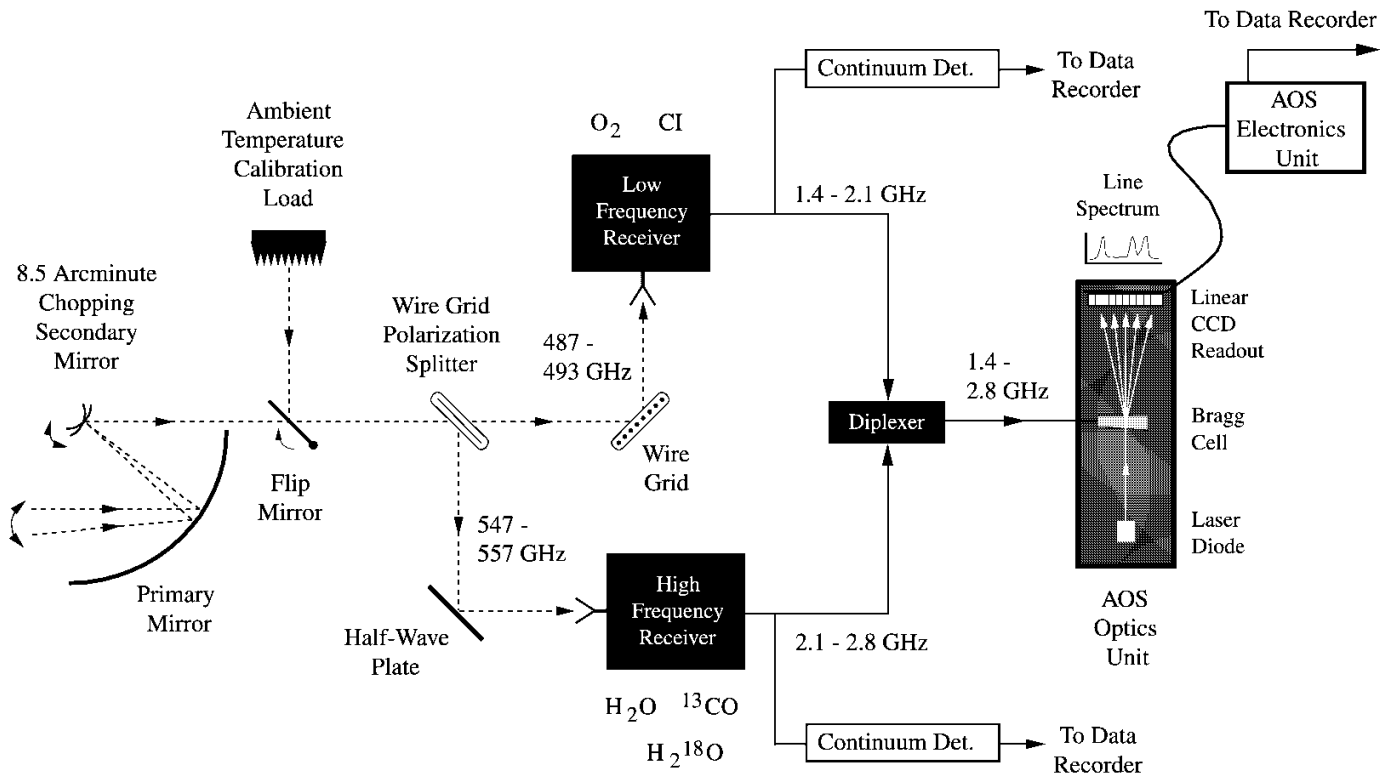 To Data Recorder
Continuum Det.
To Data
Recorder
AOS
Electronics
Unit
Ambient
Temperature
Calibration
Load
O2 CI
Low
Frequency
Receiver
1.4 - 2.1 GHz
Line
Spectrum
8.5 Arcminute
Chopping
Secondary
Mirror
Wire Grid
Polarization
Splitter
487 -
493 GHz
Linear
CCD
Readout
1.4 -
2.8 GHz
Diplexer
Bragg
Cell
Flip
Mirror
Wire
Grid
547 -
557 GHz
Laser
Diode
Primary
Mirror
Half-Wave
Plate
High
Frequency
Receiver
2.1 - 2.8 GHz
AOS
Optics
Unit
H2O 13CO
H218O
Continuum Det.
To Data
Recorder